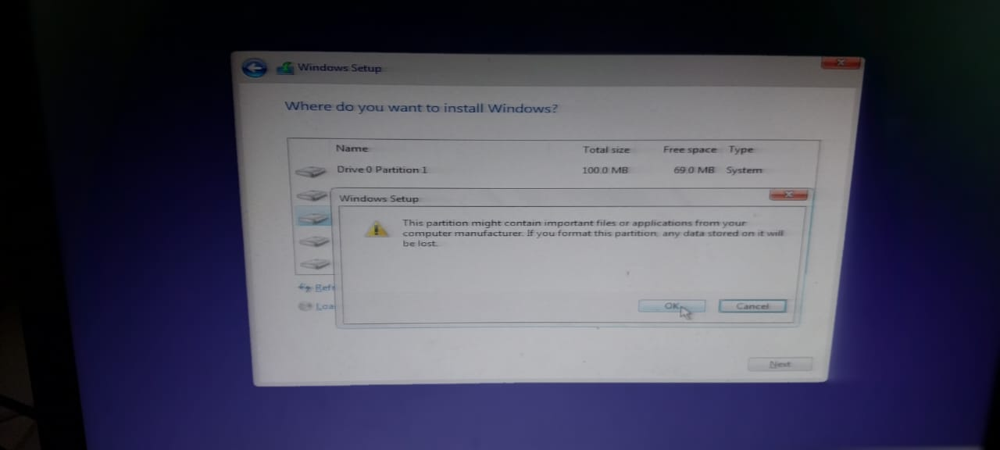 Windows Setup
Where do you want to install Windows?
Name Total size Free space Type
Drive 0 Partition 1 100.0 MB 69.0 MB System
Windows Setup
This partition might contain important files or applications from your
computer manufacturer. If you format this partition, any data stored on it will
be lost.
OK Cancel
Refr
Loa
Next